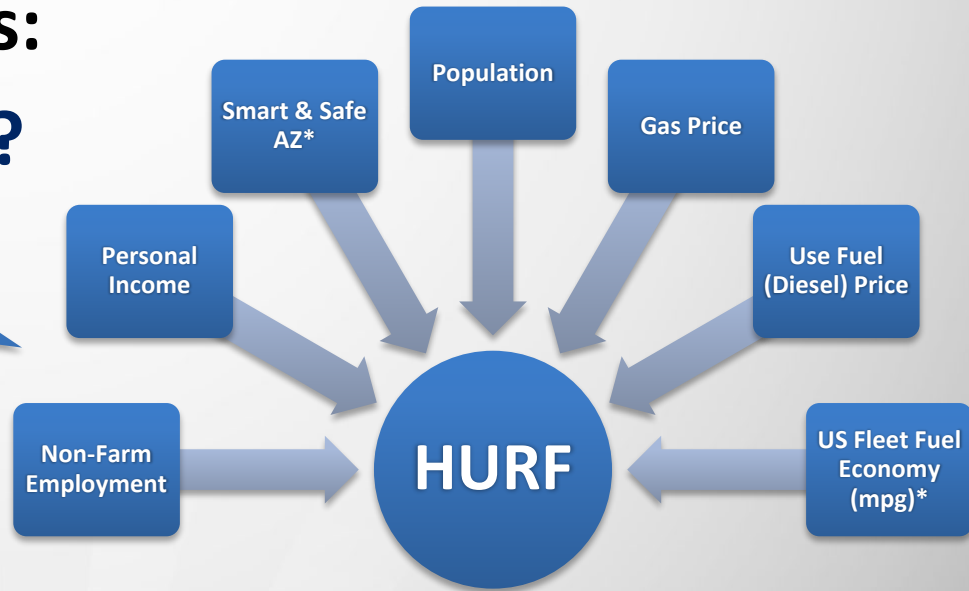 s:
?
Population
Smart & Safe
AZ*
Gas Price
Personal
Income
Use Fuel
(Diesel) Price
Non-Farm
Employment
HURF
US Fleet Fuel
Economy
(mpg)*